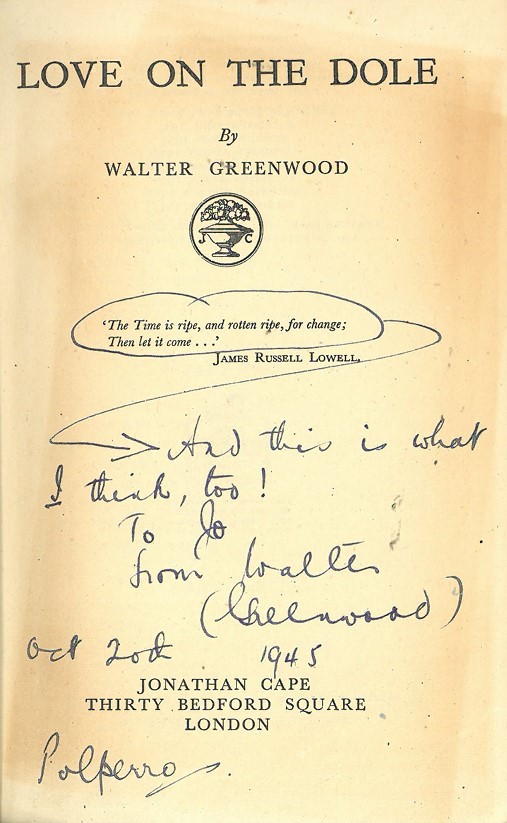 LOVE ON THE DOLE
By
WALTER GREENWOOD
J C
‘The Time is ripe, and rotten ripe, for change;
Then let it come . . .’
JAMES RUSSELL LOWELL.
And this is what
I think, too!
To Jo
from Walter
(Greenwood)
Oct 20th 1945
JONATHAN CAPE
THIRTY BEDFORD SQUARE
LONDON
Polperro.